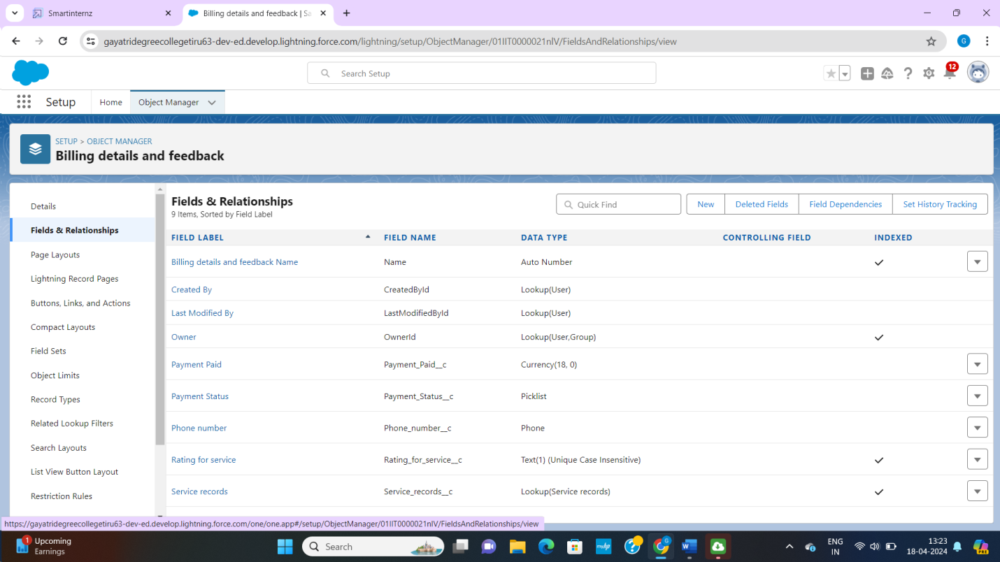 Smartinternz
Billing details and feedback | Sa
gayatridegreecollegetiru63-dev-ed.develop.lightning.force.com/lightning/setup/ObjectManager/01IIT0000021nlV/FieldsAndRelationships/view
G
Search Setup
12
Setup
Home
Object Manager
SETUP > OBJECT MANAGER
Billing details and feedback
Details
Fields & Relationships
Page Layouts
Lightning Record Pages
Buttons, Links, and Actions
Compact Layouts
Field Sets
Object Limits
Record Types
Related Lookup Filters
Search Layouts
List View Button Layout
Restriction Rules
Fields & Relationships
9 Items, Sorted by Field Label
Quick Find
New Deleted Fields Field Dependencies Set History Tracking
FIELD LABEL FIELD NAME DATA TYPE CONTROLLING FIELD INDEXED
Billing details and feedback Name Name Auto Number
Created By CreatedById Lookup(User)
Last Modified By LastModifiedById Lookup(User)
Owner OwnerId Lookup(User,Group)
Payment Paid Payment_Paid__c Currency(18, 0)
Payment Status Payment_Status__c Picklist
Phone number Phone_number__c Phone
Rating for service Rating_for_service__c Text(1) (Unique Case Insensitive)
Service records Service_records__c Lookup(Service records)
https://gayatridegreecollegetiru63-dev-ed.develop.lightning.force.com/one/one.app#/setup/ObjectManager/01IIT0000021nlV/FieldsAndRelationships/view
1
Upcoming
Earnings
Search
myhp
G
W
ENG
IN
13:23
18-04-2024
PRE